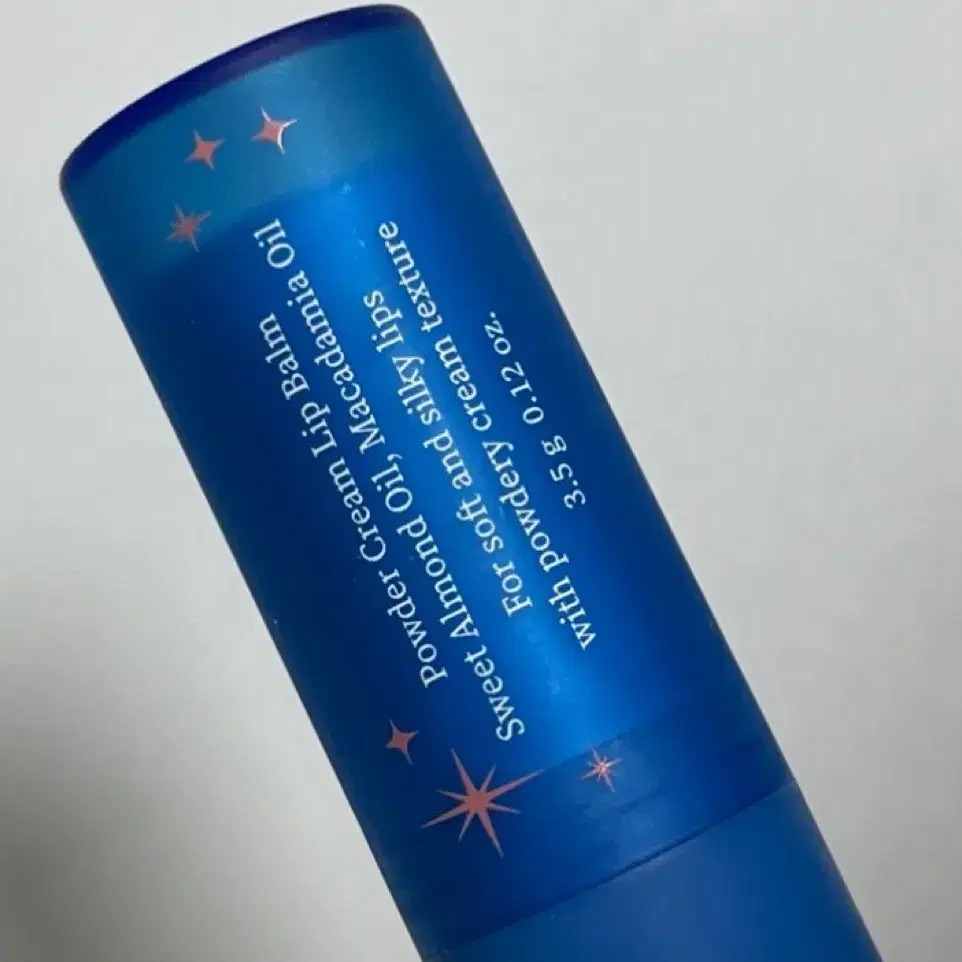 Powder Cream Lip Balm
Sweet Almond Oil, Macadamia Oil
For soft and silky lips
with powdery cream texture
3.5 g 0.12 oz.